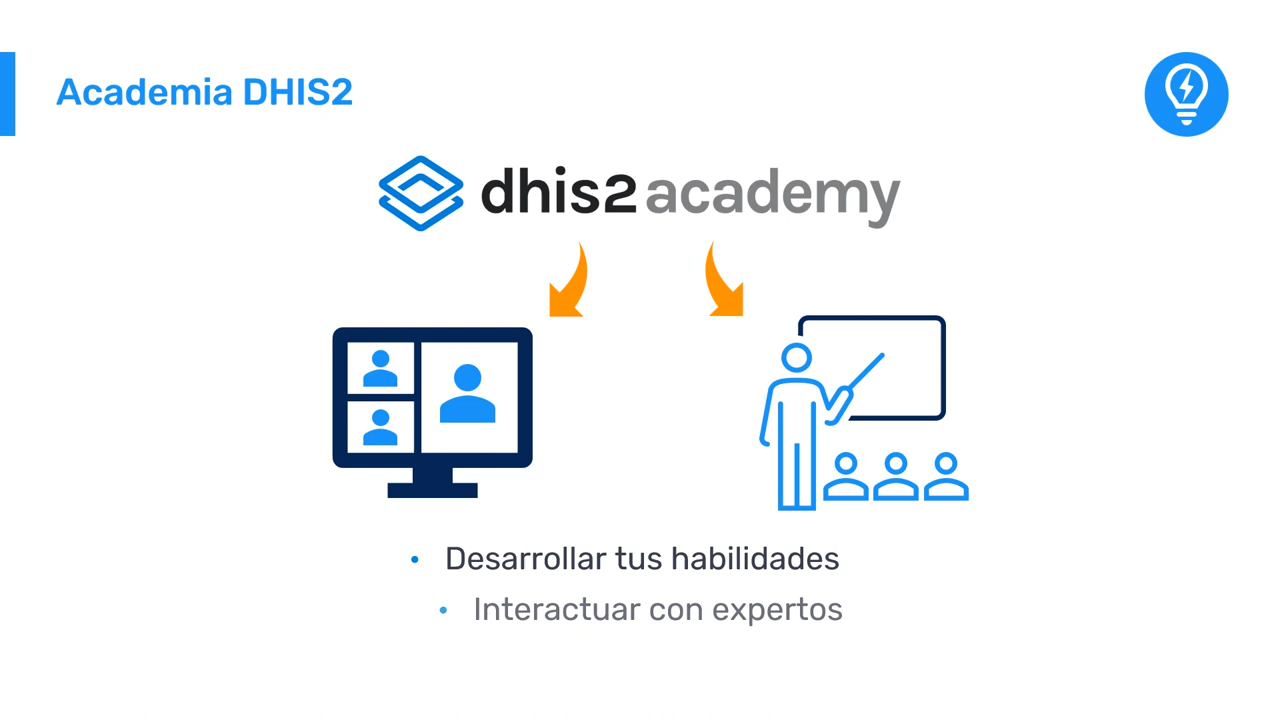 Academia DHIS2
dhis2 academy
• Desarrollar tus habilidades
• Interactuar con expertos